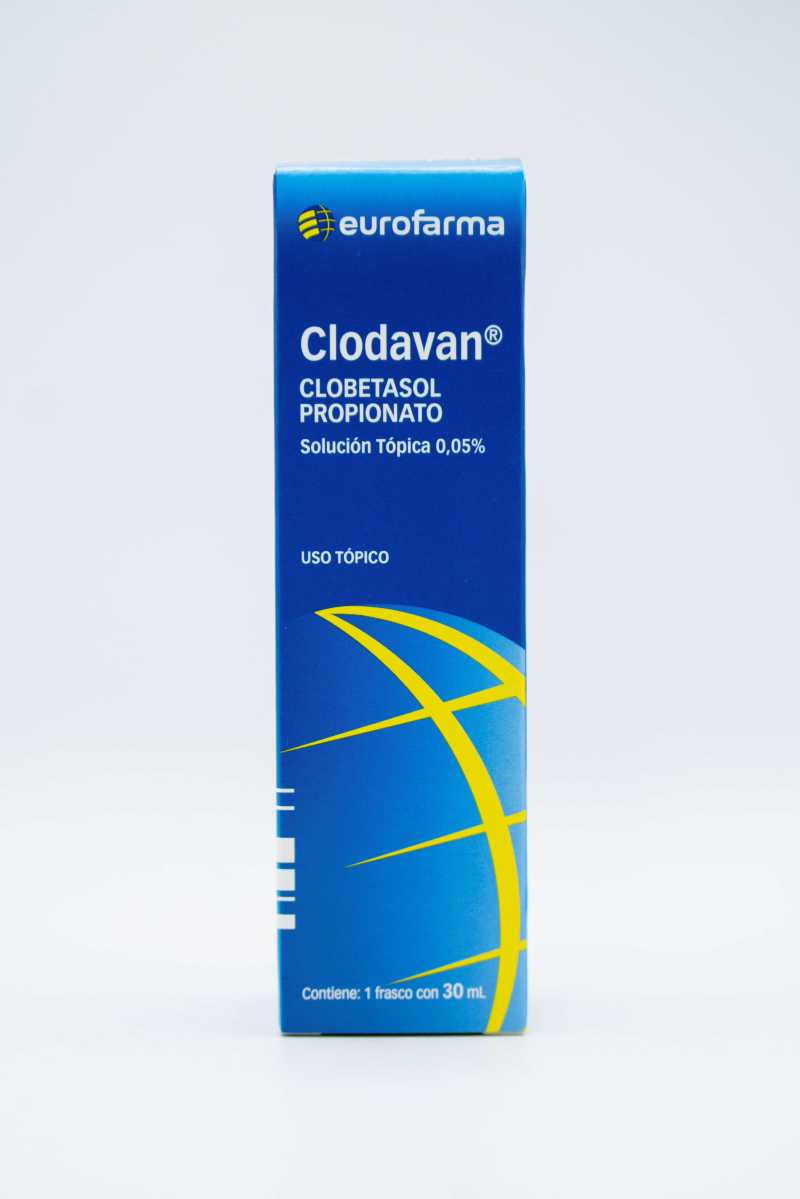 eurofarma
Clodavan®
CLOBETASOL
PROPIONATO
Solución Tópica 0,05%
USO TÓPICO
Contiene: 1 frasco con 30 mL